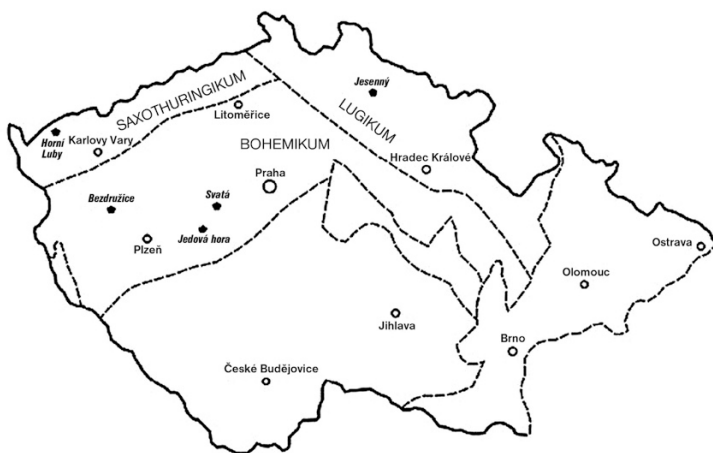 Jesenný
SAXOTHURINGIKUM
LUGIKUM
Litoměřice
Horní
Luby
Karlovy Vary
BOHEMIKUM
Hradec Králové
Praha
Bezdružice
Svatá
Jedová hora
Plzeň
Ostrava
Olomouc
Jihlava
Brno
České Budějovice